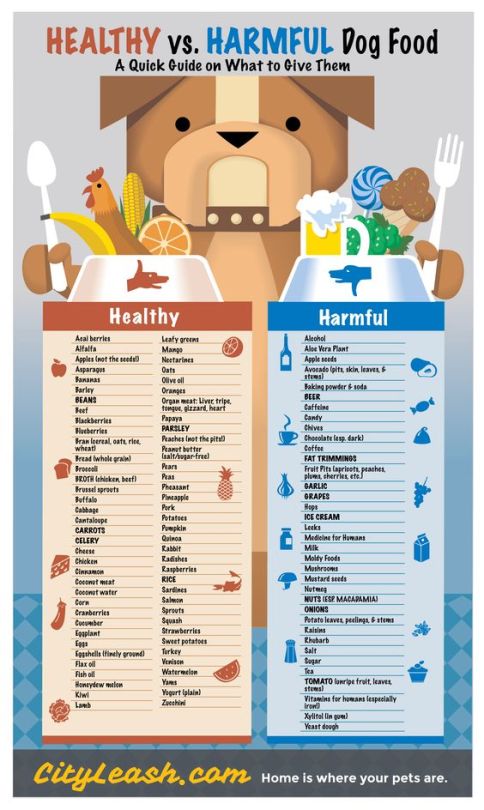 HEALTHY vs. HARMFUL Dog Food
A Quick Guide on What to Give Them
Healthy
Acai berries
Alfalfa
Apples (not the seeds!)
Asparagus
Bananas
Barley
BEANS
Beef
Blackberries
Blueberries
Bran (cereal, oats, rice,
wheat)
Bread (whole grain)
Broccoli
BROTH (chicken, beef)
Brussel sprouts
Buffalo
Cabbage
Cantaloupe
CARROTS
CELERY
Cheese
Chicken
Cinnamon
Coconut meat
Coconut water
Corn
Cranberries
Cucumber
Eggplant
Eggs
Eggshells (finely ground)
Flax oil
Fish oil
Honeydew melon
Kiwi
Lamb
Leafy greens
Mango
Nectarines
Oats
Olive oil
Oranges
Organ meat: Liver, tripe,
tongue, gizzard, heart
Papaya
PARSLEY
Peaches (not the pits!)
Peanut butter
(salt/sugar-free)
Pears
Peas
Pheasant
Pineapple
Pork
Potatoes
Pumpkin
Quinoa
Rabbit
Radishes
Raspberries
RICE
Sardines
Salmon
Sprouts
Squash
Strawberries
Sweet potatoes
Turkey
Venison
Watermelon
Yams
Yogurt (plain)
Zucchini
Harmful
Alcohol
Aloe Vera Plant
Apple seeds
Avocado (pits, skin, leaves, &
stems)
Baking powder & soda
BEER
Caffeine
Candy
Chives
Chocolate (esp. dark)
Coffee
FAT TRIMMINGS
Fruit Pits (apricots, peaches,
plums, cherries, etc.)
GARLIC
GRAPES
Hops
ICE CREAM
Leeks
Medicine for Humans
Milk
Moldy Foods
Mushrooms
Mustard seeds
Nutmeg
NUTS (ESP. MACADAMIA)
ONIONS
Potato leaves, peelings, & stems
Raisins
Rhubarb
Salt
Sugar
Tea
TOMATO (unripe fruit, leaves,
stems)
Vitamins for humans (especially
iron!)
Xylitol (in gum)
Yeast dough
CityLeash.com Home is where your pets are.